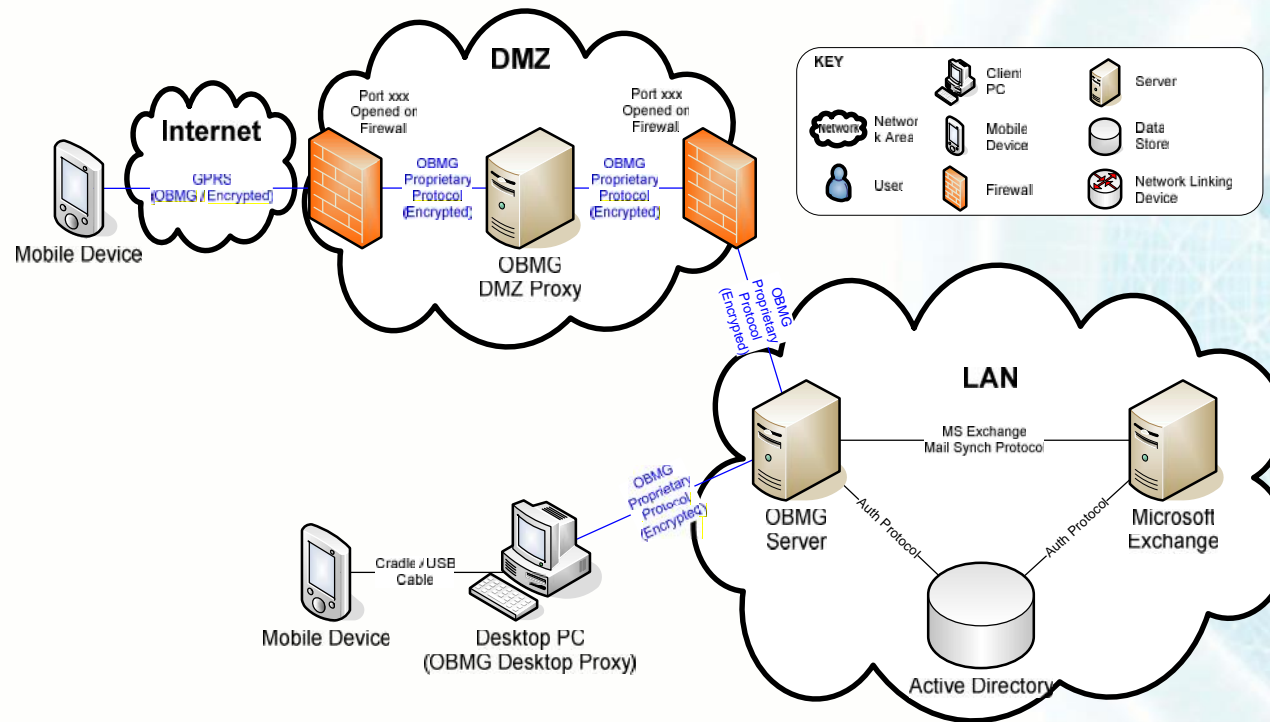 DMZ
Port xxx
Opened on
Firewall
Port xxx
Opened on
Firewall
Internet
GPRS
(OBMG / Encrypted)
Mobile Device
OBMG
Proprietary
Protocol
(Encrypted)
OBMG
Proprietary
Protocol
(Encrypted)
OBMG
DMZ Proxy
KEY
Network
Networ
k Area
User
Client
PC
Mobile
Device
Firewall
Server
Data
Store
Network Linking
Device
OBMG
Proprietary
Protocol
(Encrypted)
LAN
MS Exchange
Mail Synch Protocol
OBMG
Server
Microsoft
Exchange
Auth Protocol
Auth Protocol
Active Directory
OBMG
Proprietary
Protocol
(Encrypted)
Cradle / USB
Cable
Mobile Device
Desktop PC
(OBMG Desktop Proxy)